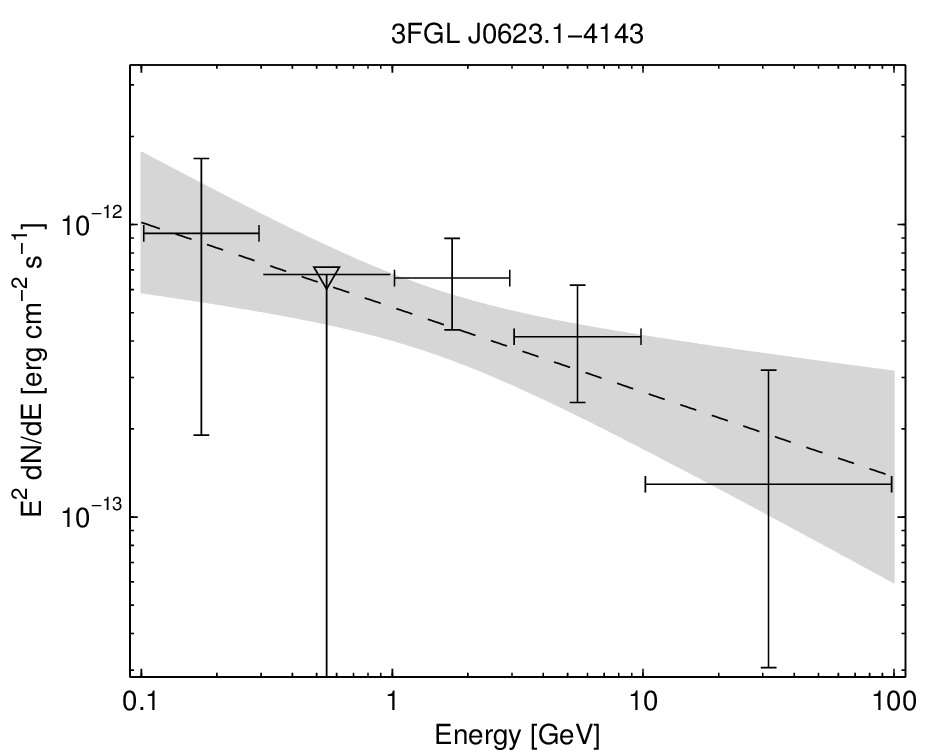 3FGL J0623.1−4143
E² dN/dE [erg cm⁻² s⁻¹]
10⁻¹²
10⁻¹³
0.1 1 10 100
Energy [GeV]